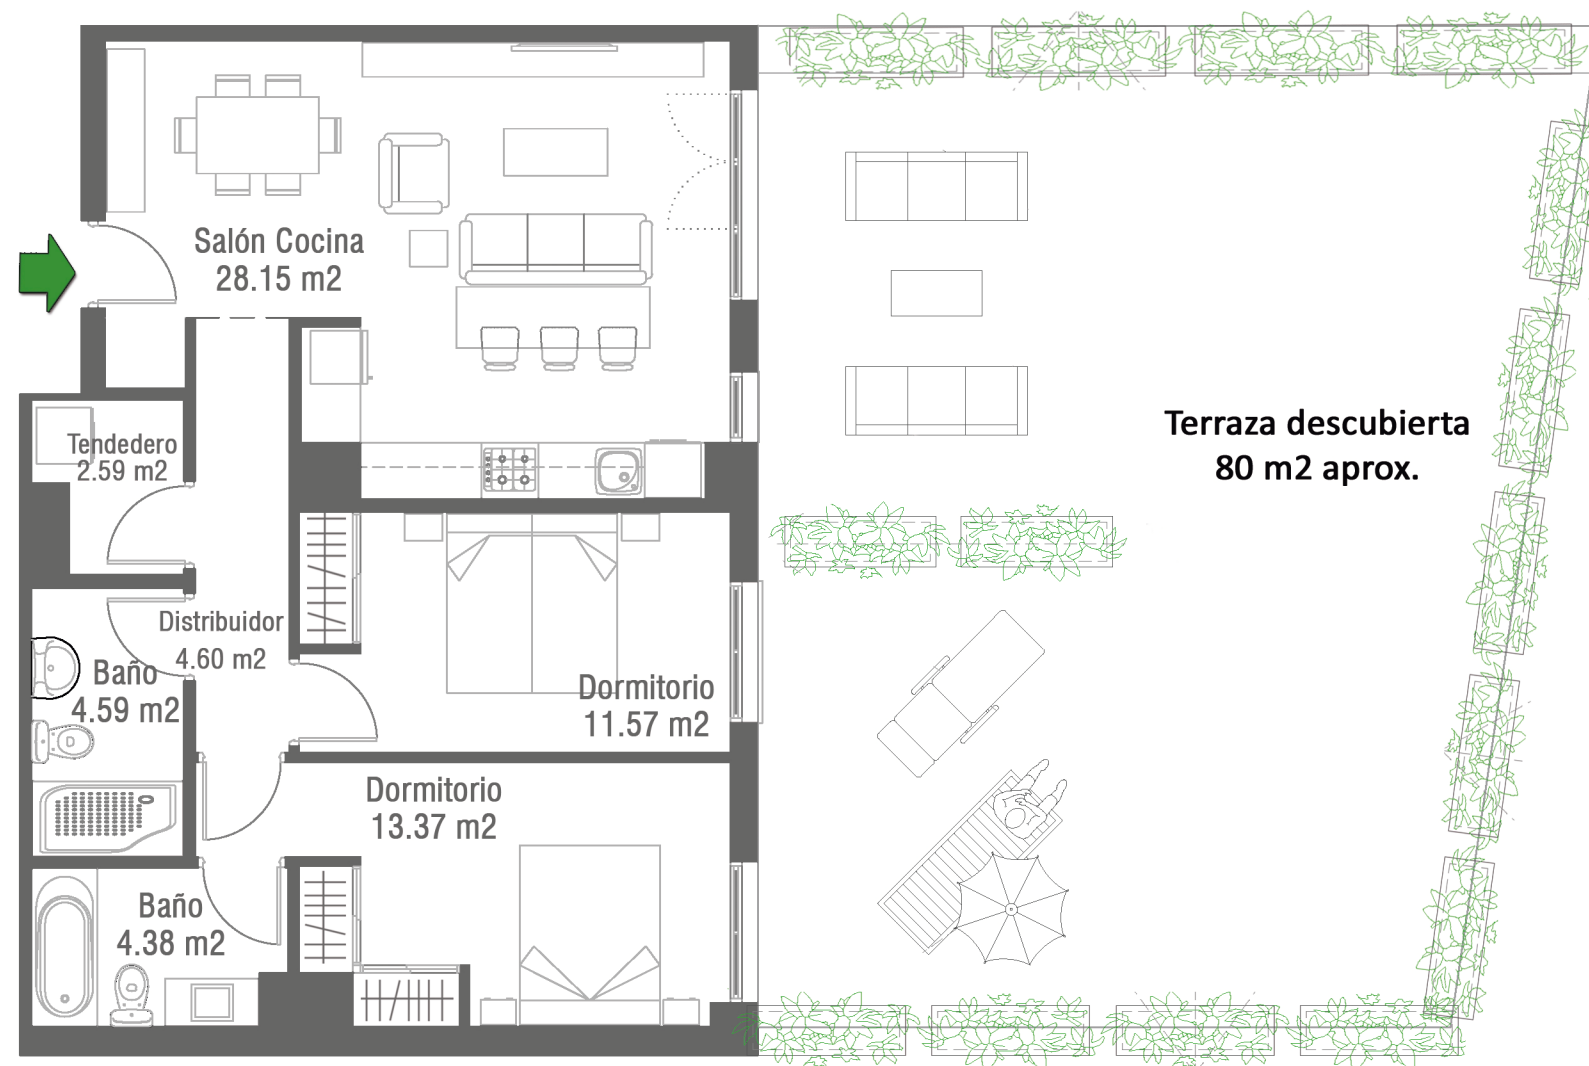 Salón Cocina
28.15 m2
Terraza descubierta
80 m2 aprox.
Tendedero
2.59 m2
Distribuidor
4.60 m2
Baño
4.59 m2
Dormitorio
11.57 m2
Dormitorio
13.37 m2
Baño
4.38 m2